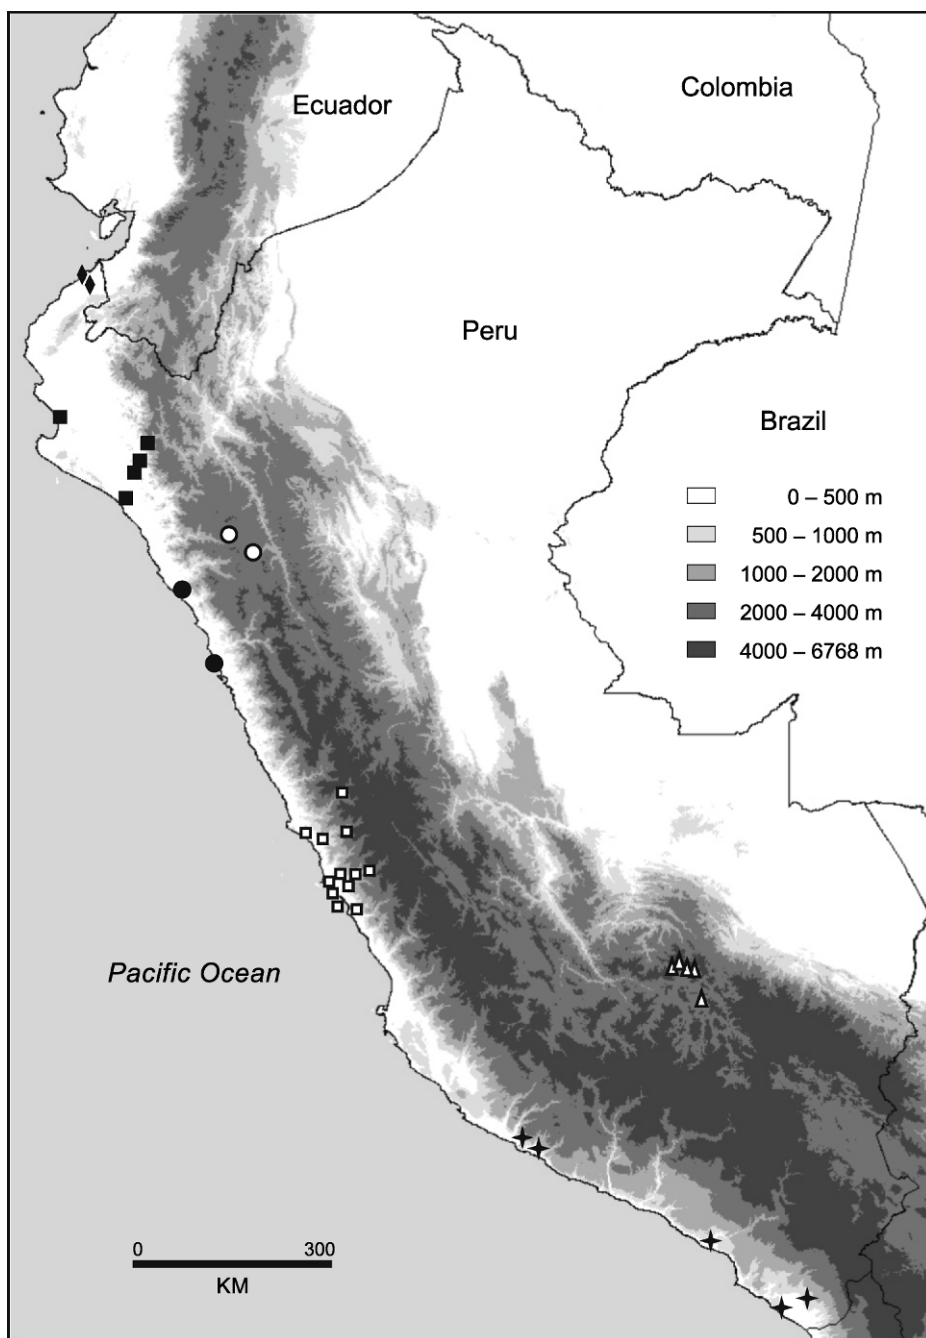 Colombia
Ecuador
Peru
Brazil
0 – 500 m
500 – 1000 m
1000 – 2000 m
2000 – 4000 m
4000 – 6768 m
Pacific Ocean
0 300
KM